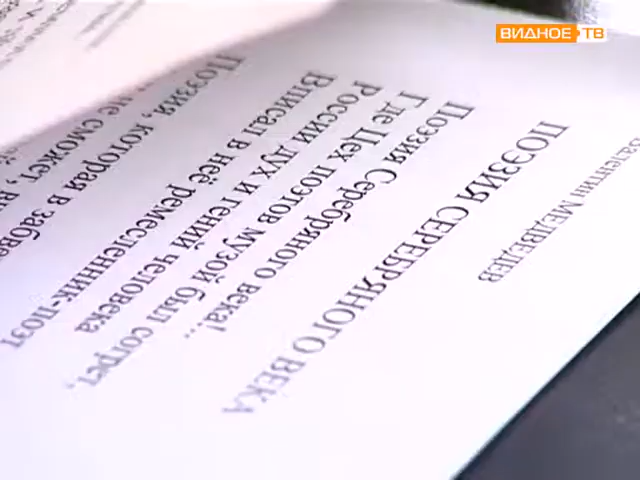 ВИДНОЕ ТВ
Валентин МЕДВЕДЕВ
ПОЭЗИЯ СЕРЕБРЯНОГО ВЕКА
Поэзия Серебряного века!...
Где Цех поэтов музой был согрет,
России дух и гений человека
Вписал в неё ремесленник-поэт
Поэзия, которая в забве
не сможет,